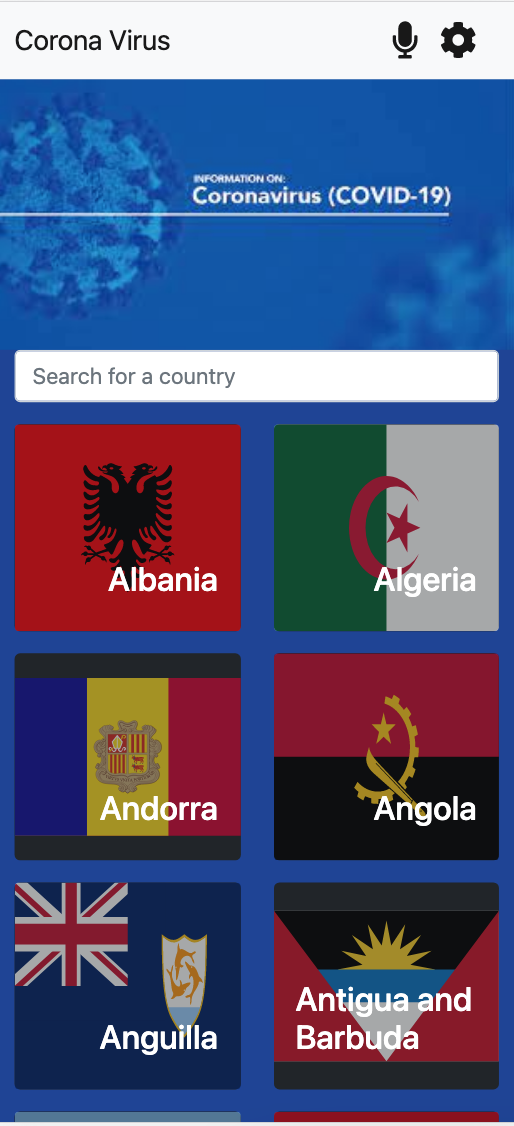 Corona Virus
INFORMATION ON:
Coronavirus (COVID-19)
Search for a country
Albania
Algeria
Andorra
Angola
Anguilla
Antigua and
Barbuda